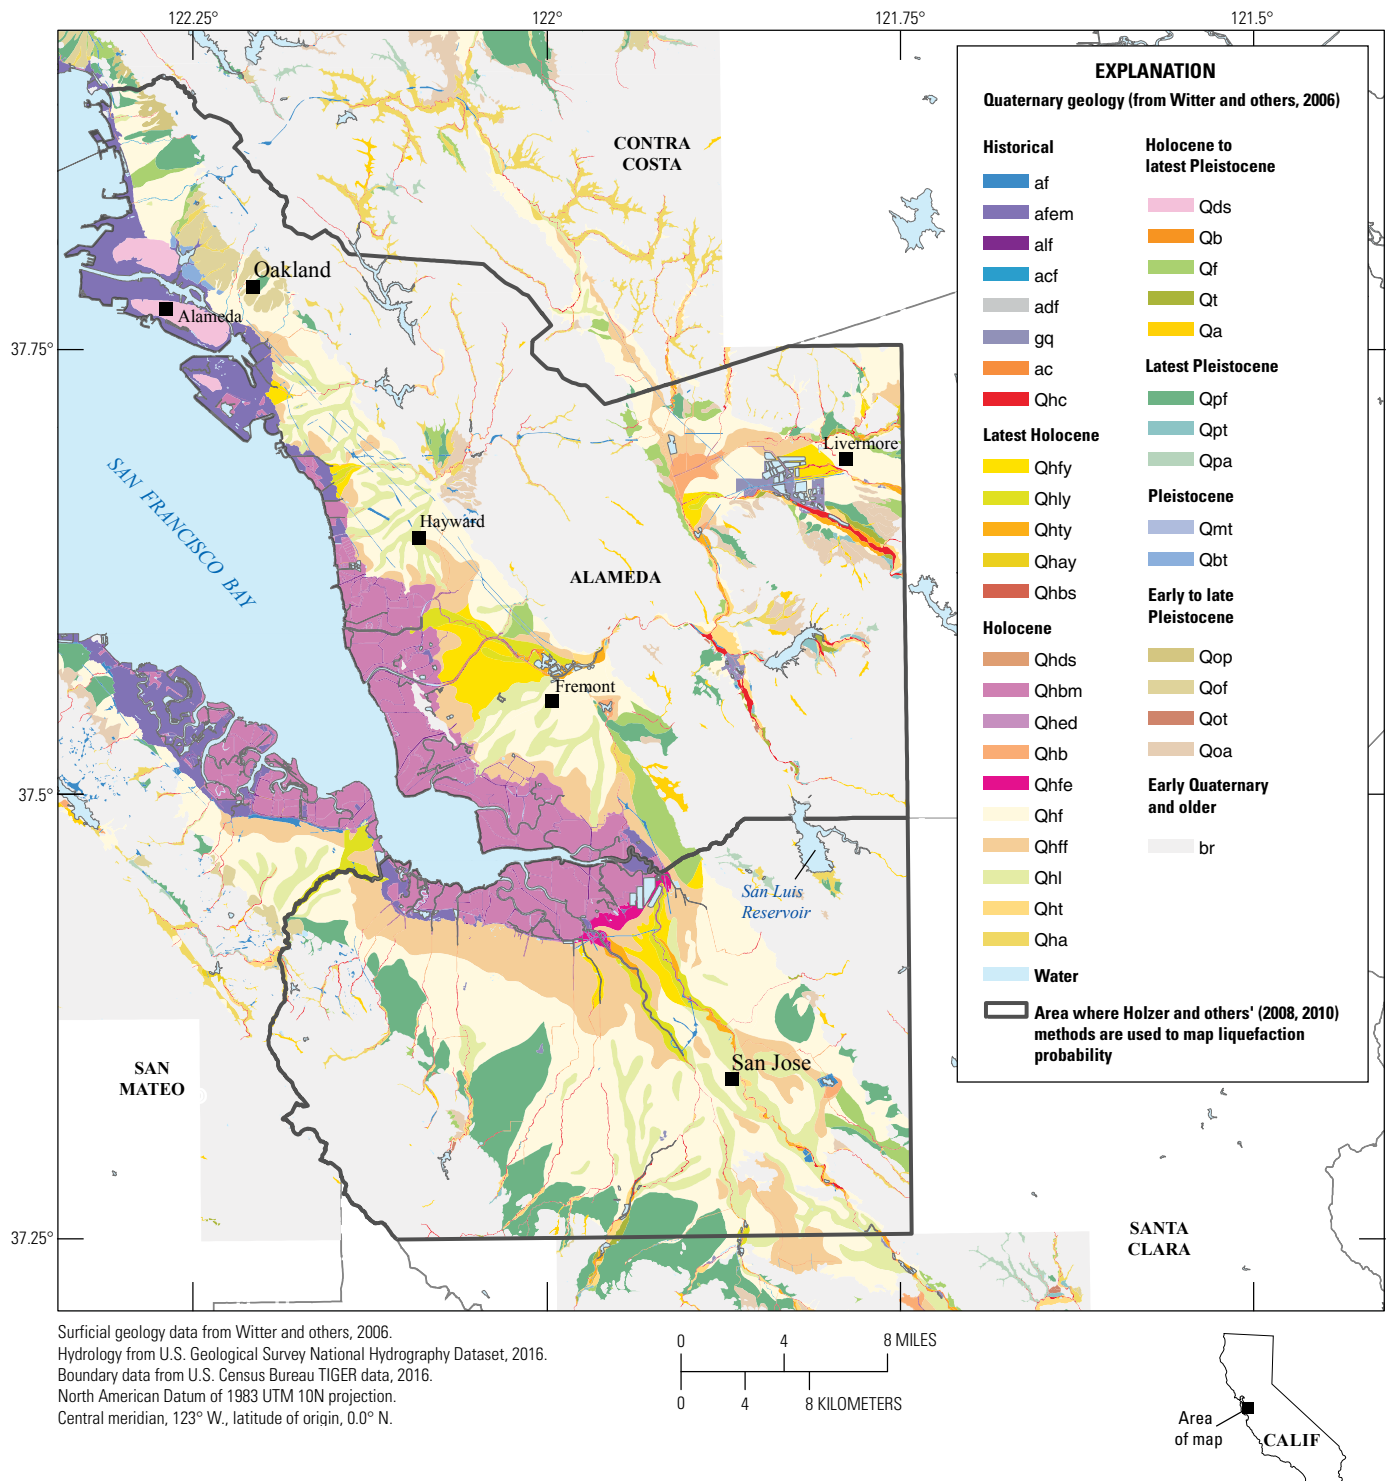 122.25°
122°
121.75°
121.5°
37.75°
37.5°
37.25°
CONTRA
COSTA
Oakland
Alameda
Livermore
Hayward
SAN FRANCISCO BAY
ALAMEDA
Fremont
San Luis
Reservoir
SAN
MATEO
San Jose
SANTA
CLARA
EXPLANATION
Quaternary geology (from Witter and others, 2006)
Historical
af
afem
alf
acf
adf
gq
ac
Qhc
Latest Holocene
Qhfy
Qhly
Qhty
Qhay
Qhbs
Holocene
Qhds
Qhbm
Qhed
Qhb
Qhfe
Qhf
Qhff
Qhl
Qht
Qha
Water
Area where Holzer and others' (2008, 2010)
methods are used to map liquefaction
probability
Holocene to
latest Pleistocene
Qds
Qb
Qf
Qt
Qa
Latest Pleistocene
Qpf
Qpt
Qpa
Pleistocene
Qmt
Qbt
Early to late
Pleistocene
Qop
Qof
Qot
Qoa
Early Quaternary
and older
br
Surficial geology data from Witter and others, 2006.
Hydrology from U.S. Geological Survey National Hydrography Dataset, 2016.
Boundary data from U.S. Census Bureau TIGER data, 2016.
North American Datum of 1983 UTM 10N projection.
Central meridian, 123° W., latitude of origin, 0.0° N.
0 4 8 MILES
0 4 8 KILOMETERS
Area
of map
CALIF